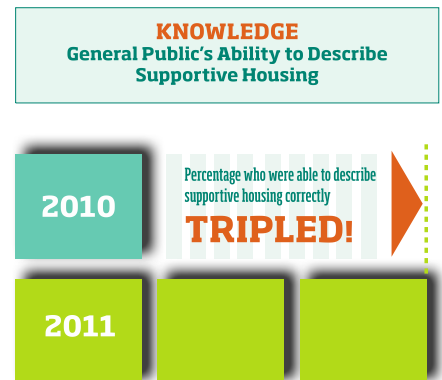 KNOWLEDGE
General Public's Ability to Describe
Supportive Housing
2010
Percentage who were able to describe
supportive housing correctly
TRIPLED!
2011